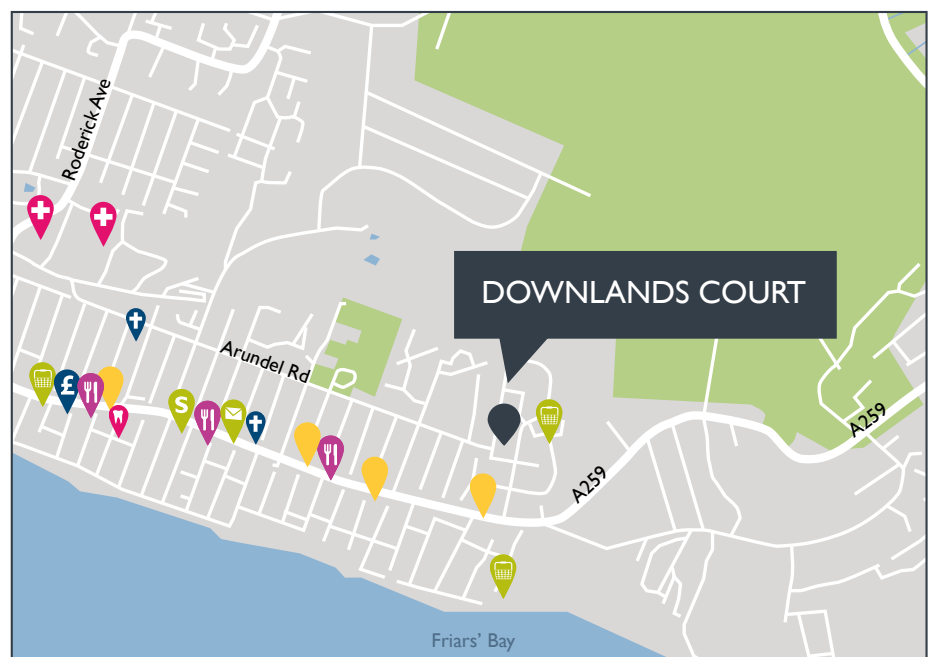 Roderick Ave
DOWNLANDS COURT
Arundel Rd
£
S
A259
A259
Friars’ Bay